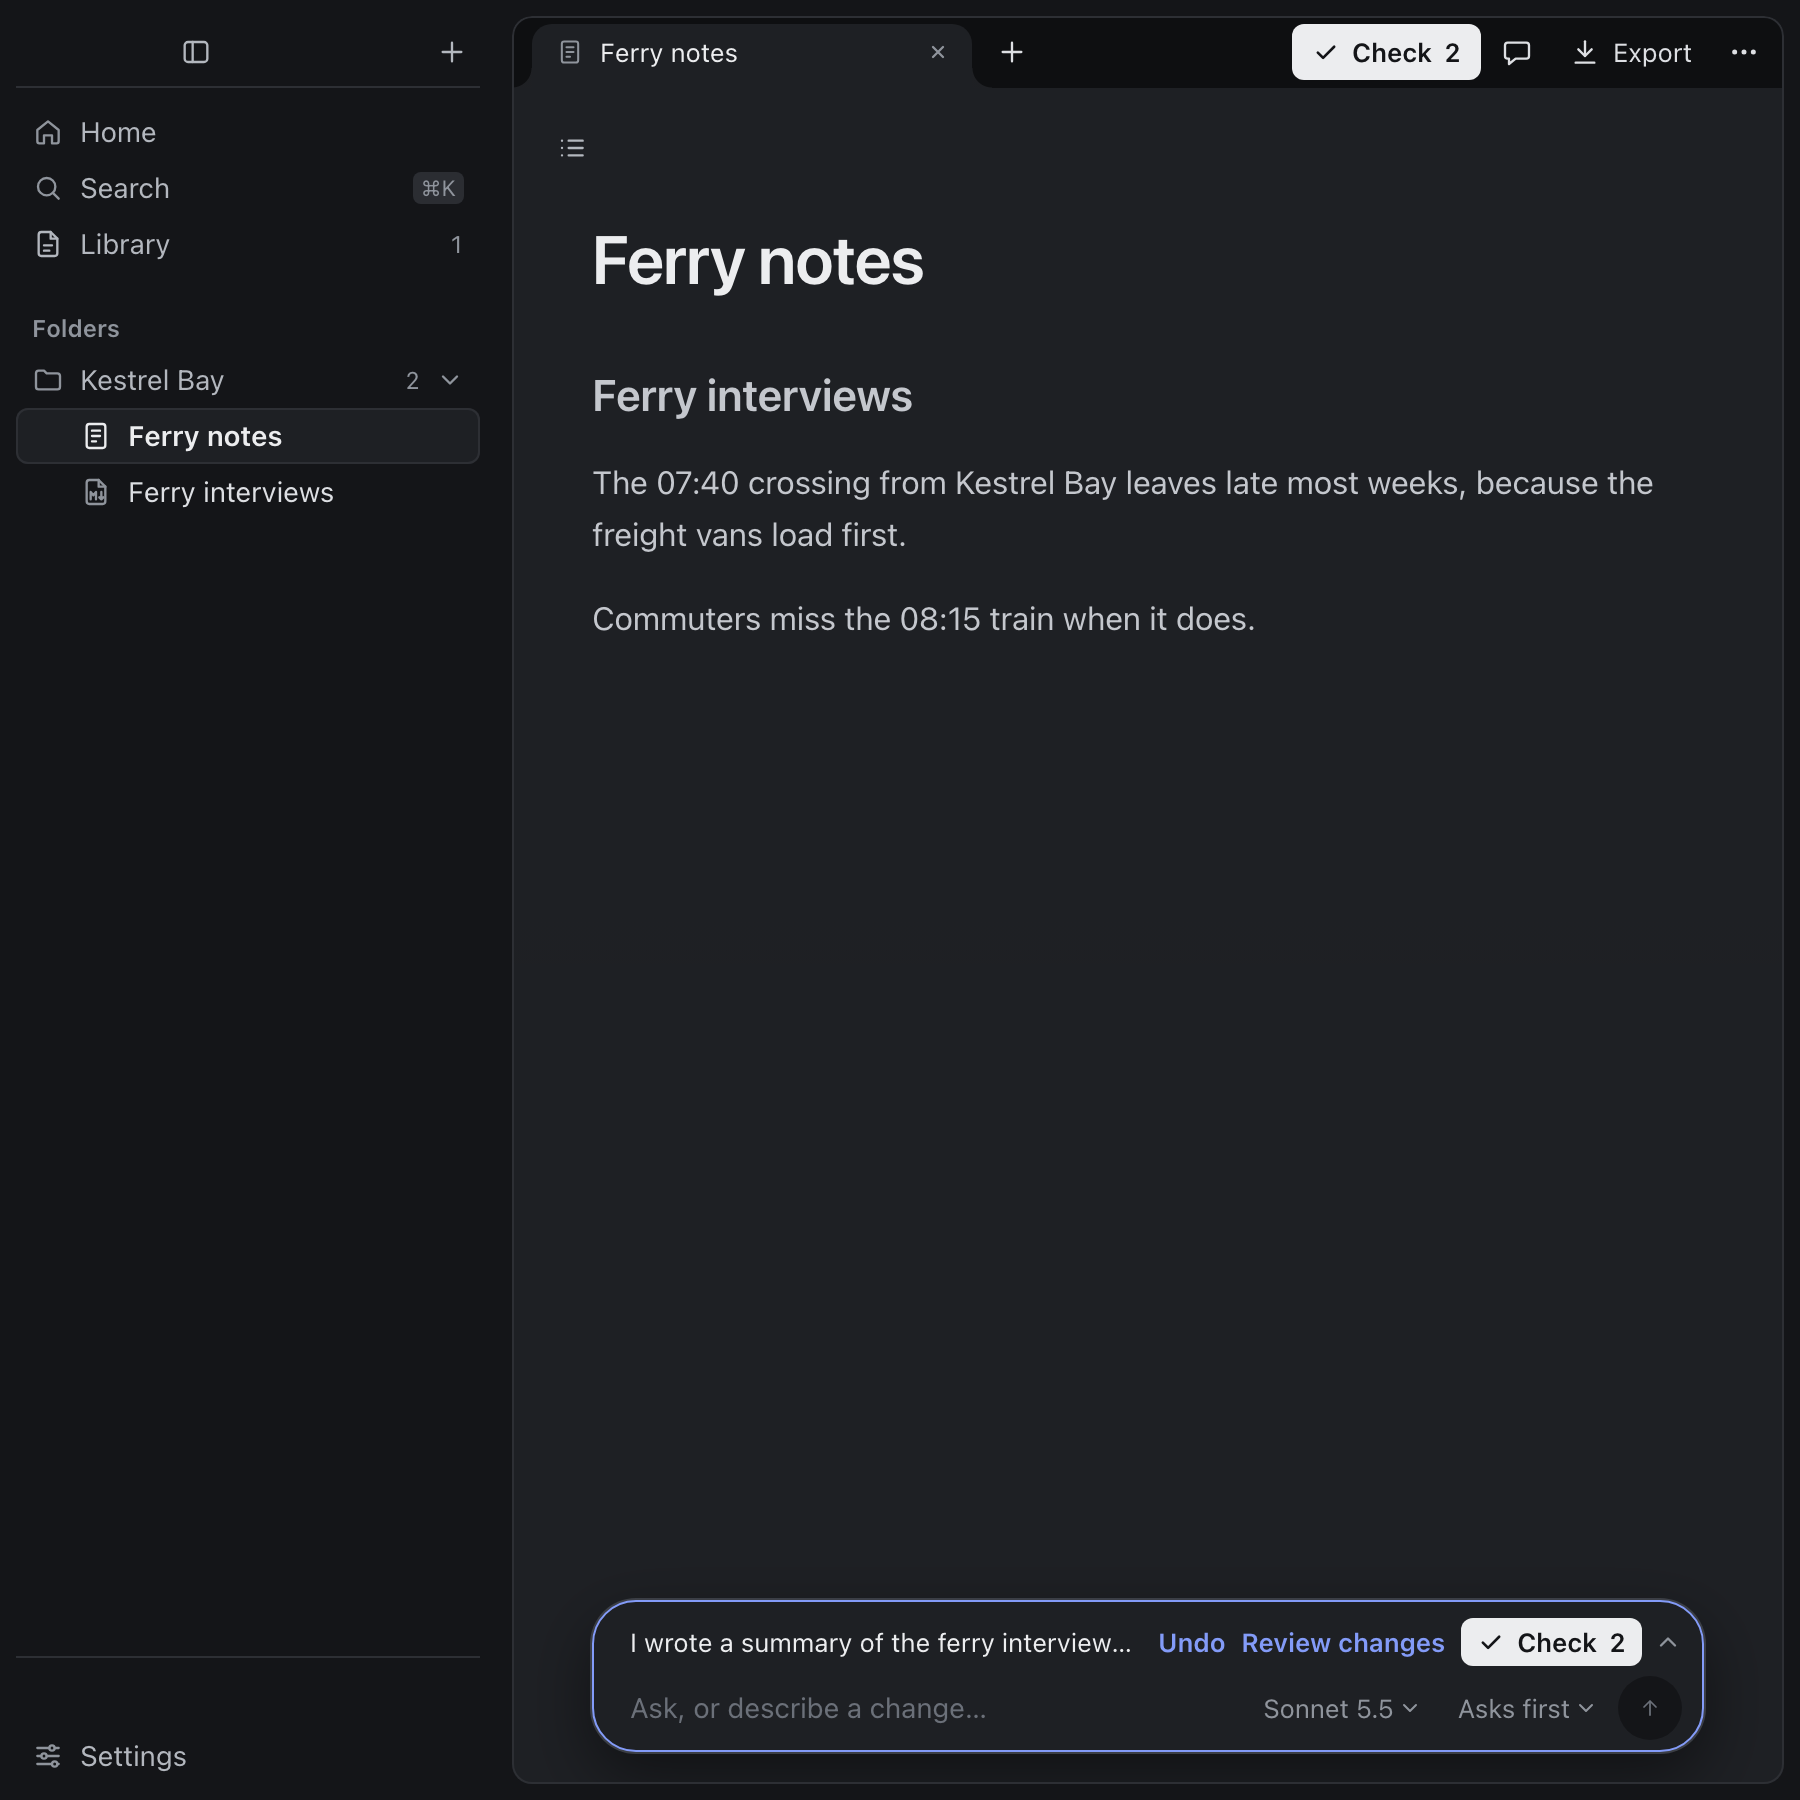 Home
Search ⌘K
Library 1
Folders
Kestrel Bay 2
Ferry notes
Ferry interviews
Settings
Ferry notes
Check 2
Export
Ferry notes
Ferry interviews
The 07:40 crossing from Kestrel Bay leaves late most weeks, because the
freight vans load first.
Commuters miss the 08:15 train when it does.
I wrote a summary of the ferry interview... Undo Review changes Check 2
Ask, or describe a change... Sonnet 5.5 Asks first